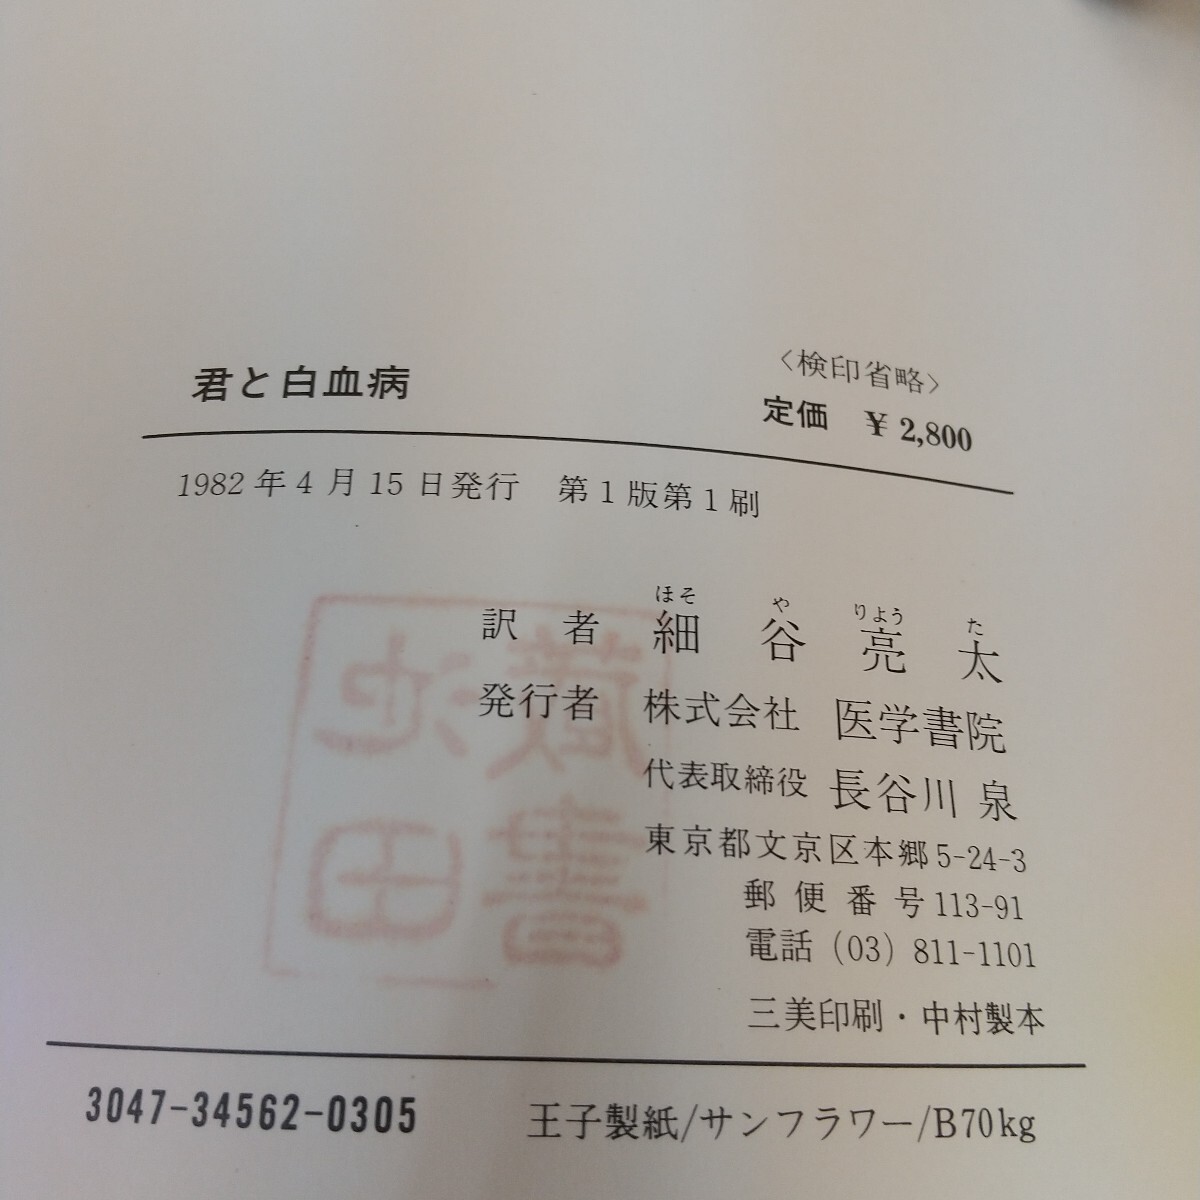 君と白血病
〈検印省略〉
定価 ¥2,800
1982年4月15日発行 第1版第1刷
ほそ や りよう た
訳者 細谷亮太
発行者 株式会社 医学書院
代表取締役 長谷川 泉
東京都文京区本郷5-24-3
郵便番号113-91
電話(03)811-1101
三美印刷・中村製本
蔵書
池田
3047-34562-0305
王子製紙/サンフラワー/B70kg